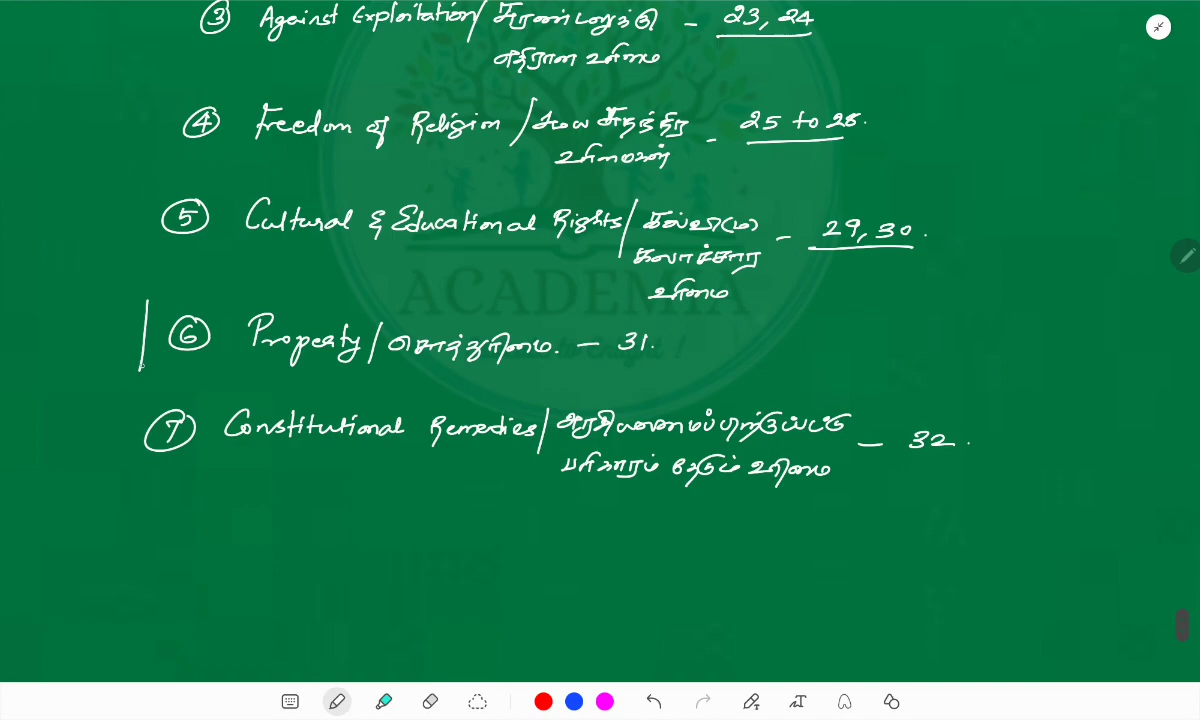 ③ Against Exploitation / சுரண்டலுக்கு - 23, 24
எதிரான உரிமை
④ Freedom of Religion / சமய சுதந்திர - 25 to 28.
உரிமைகள்
⑤ Cultural & Educational Rights / கல்வி(ம) - 29, 30.
கலாச்சார
உரிமை
ACADEMIA
⑥ Property / சொத்துரிமை. - 31.
⑦ Constitutional Remedies / அரசியலமைப்புக்குட்பட்டு - 32.
பரிகாரம் தேடும் உரிமை